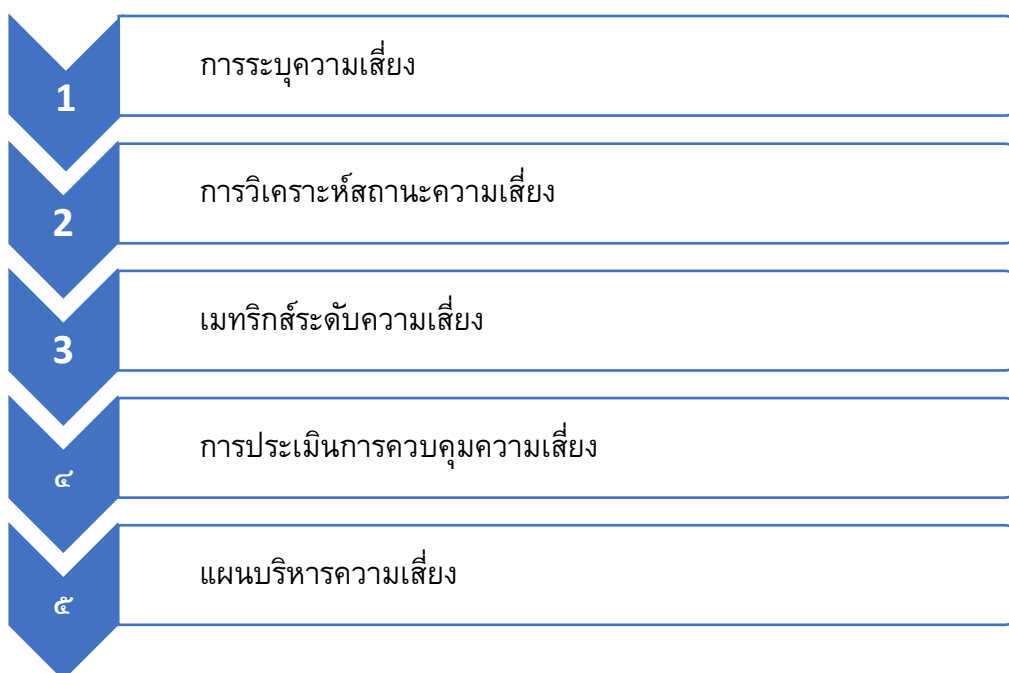 1
การระบุความเสี่ยง
2
การวิเคราะห์สถานะความเสี่ยง
3
เมทริกส์ระดับความเสี่ยง
๔
การประเมินการควบคุมความเสี่ยง
๕
แผนบริหารความเสี่ยง